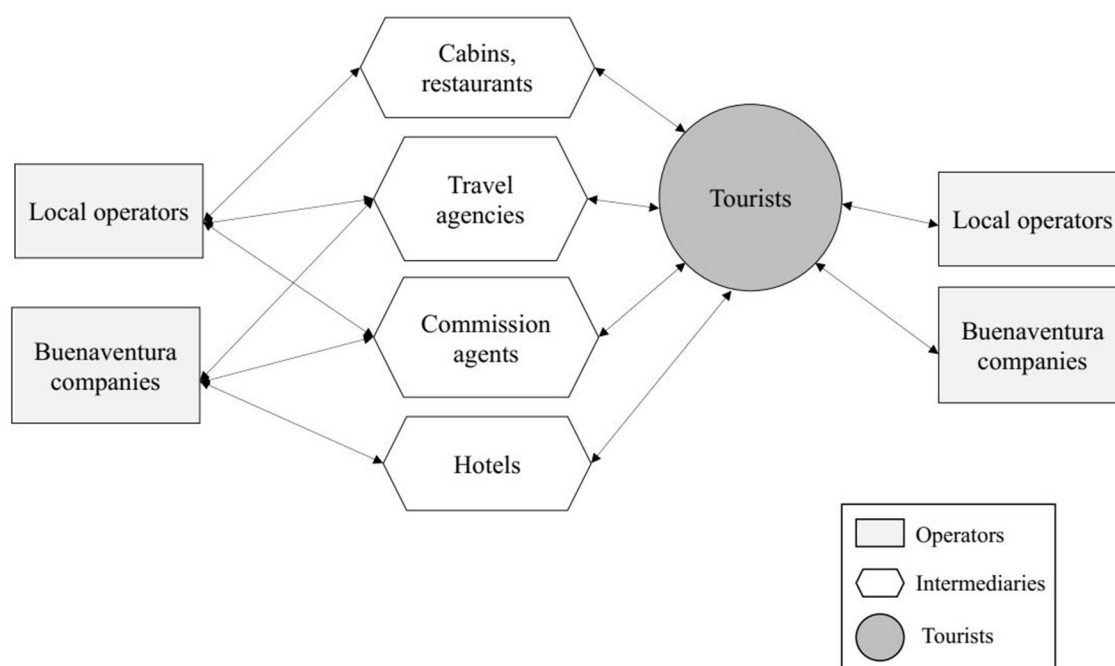 Cabins,
restaurants
Local operators
Travel
agencies
Tourists
Local operators
Buenaventura
companies
Commission
agents
Buenaventura
companies
Hotels
Operators
Intermediaries
Tourists